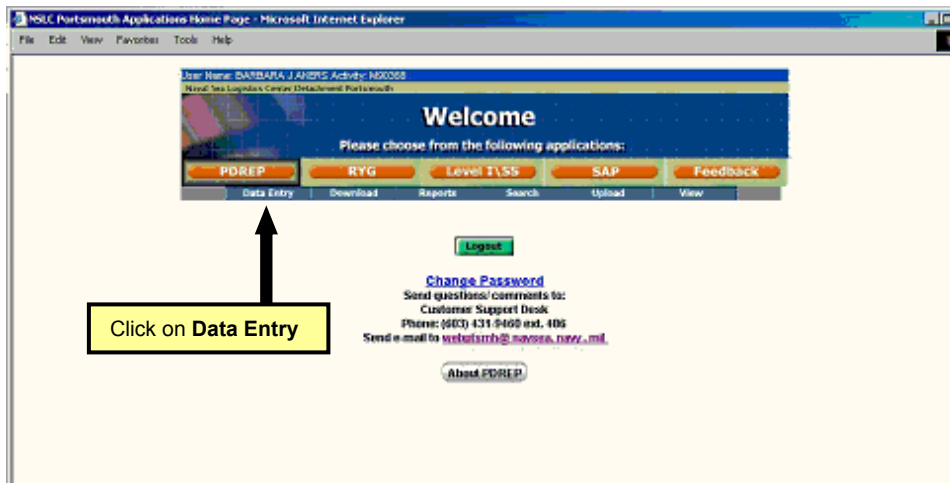 NSLC Portsmouth Applications Home Page - Microsoft Internet Explorer
File Edit View Favorites Tools Help
User Name: BARBARA J AKERS Activity: N90368
Naval Sea Logistics Center Detachment Portsmouth
Welcome
Please choose from the following applications:
PDREP RYG Level I\SS SAP Feedback
Data Entry Download Reports Search Upload View
Logout
Change Password
Send questions/comments to:
Customer Support Desk
Phone: (603) 431-9460 ext. 486
Send e-mail to webptsmh@navsea.navy.mil
About PDREP
Click on Data Entry